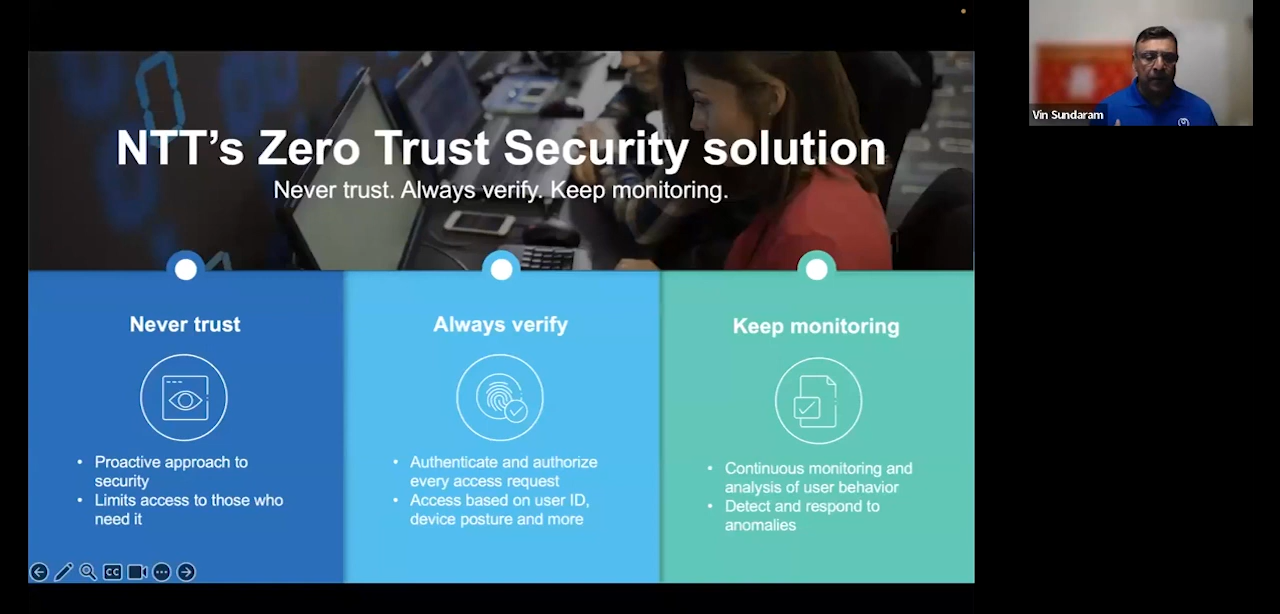 NTT's Zero Trust Security solution
Never trust. Always verify. Keep monitoring.
Never trust
• Proactive approach to
security
• Limits access to those who
need it
Always verify
• Authenticate and authorize
every access request
• Access based on user ID,
device posture and more
Keep monitoring
• Continuous monitoring and
analysis of user behavior
• Detect and respond to
anomalies
CC
Vin Sundaram